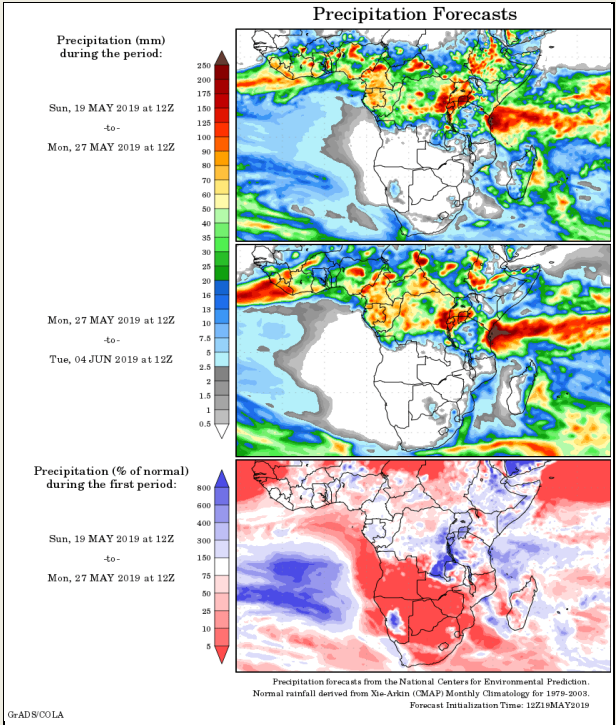 Precipitation Forecasts
Precipitation (mm)
during the period:
Sun, 19 MAY 2019 at 12Z
-to-
Mon, 27 MAY 2019 at 12Z
250
200
175
150
125
100
90
80
70
60
50
40
35
30
25
20
16
13
10
7.5
5
2.5
2
1.5
1
0.5
Mon, 27 MAY 2019 at 12Z
-to-
Tue, 04 JUN 2019 at 12Z
Precipitation (% of normal)
during the first period:
Sun, 19 MAY 2019 at 12Z
-to-
Mon, 27 MAY 2019 at 12Z
800
600
400
300
150
75
50
25
10
5
Precipitation forecasts from the National Centers for Environmental Prediction.
Normal rainfall derived from Xie-Arkin (CMAP) Monthly Climatology for 1979-2003.
Forecast Initialization Time: 12Z19MAY2019
GrADS/COLA